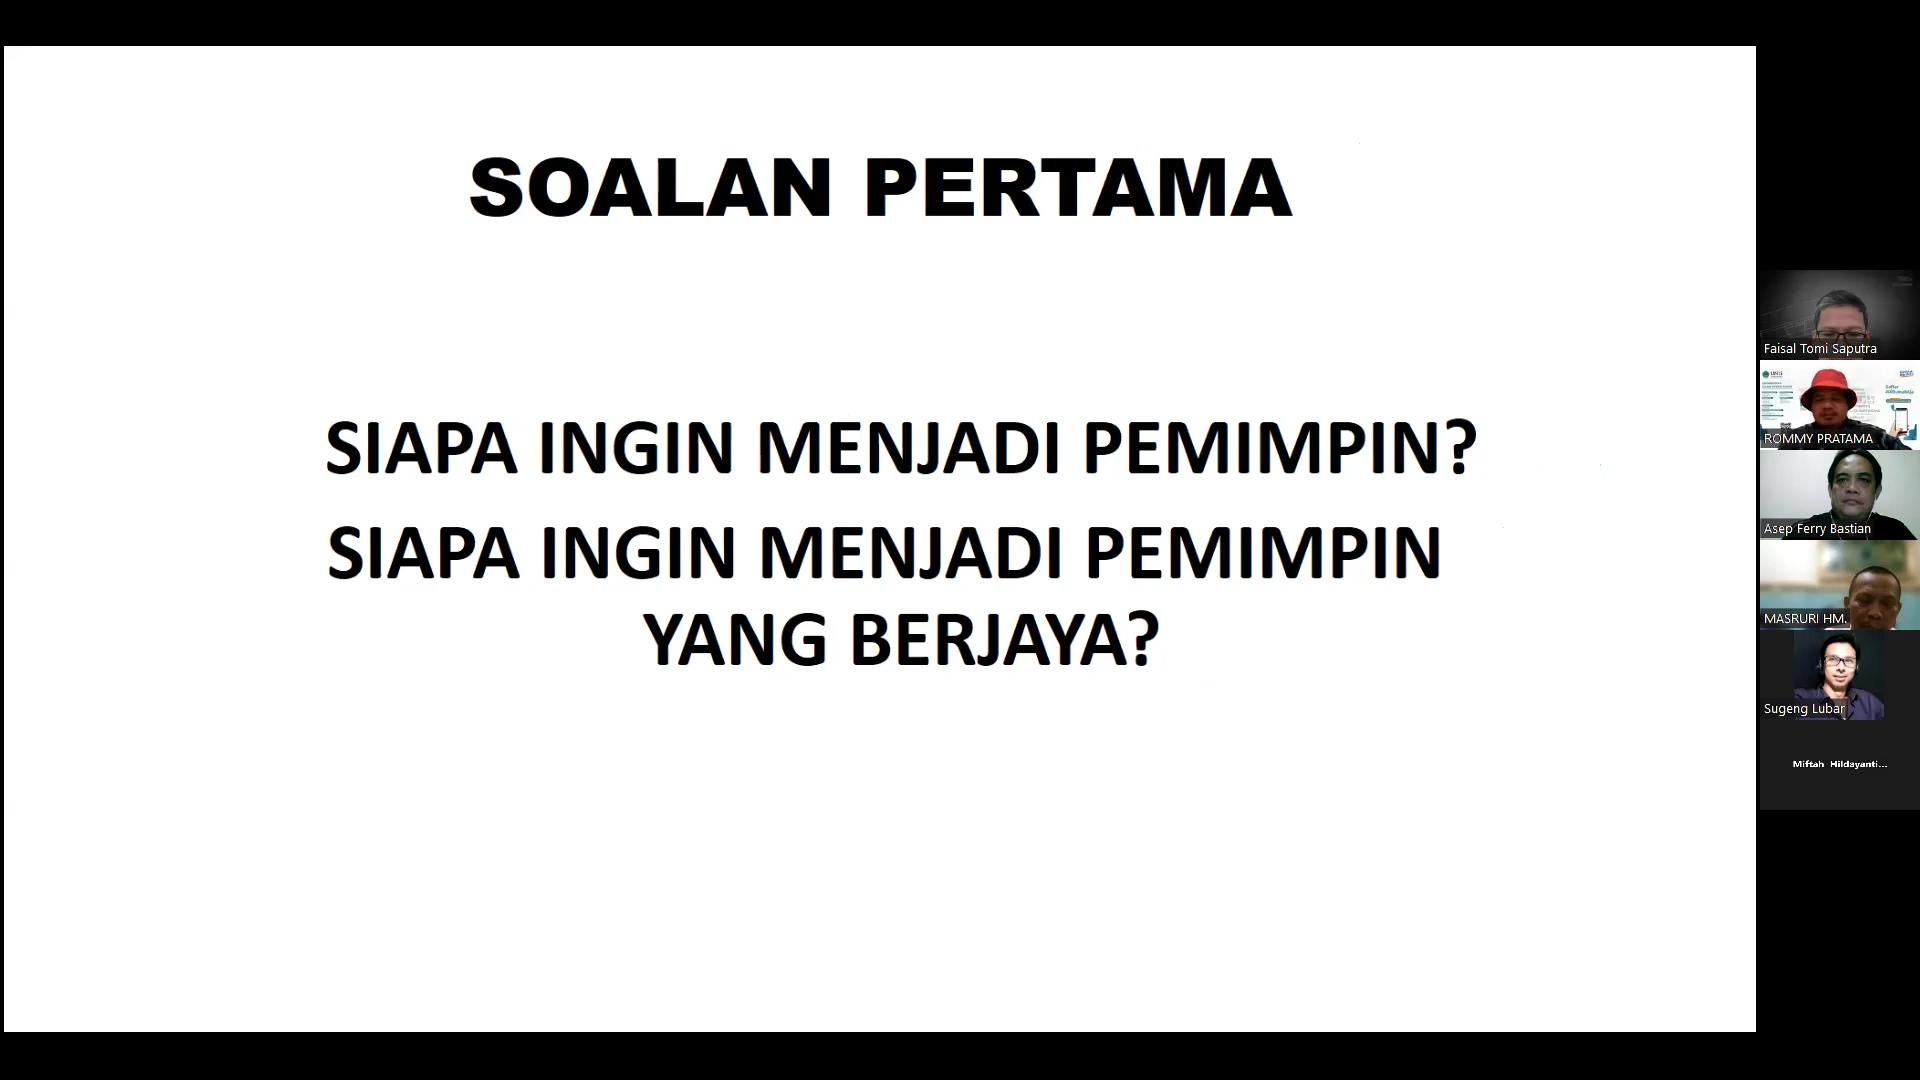 SOALAN PERTAMA
SIAPA INGIN MENJADI PEMIMPIN?
SIAPA INGIN MENJADI PEMIMPIN
YANG BERJAYA?
Faisal Tomi Saputra
UNIS
ROMMY PRATAMA
Asep Ferry Bastian
MASRURI HM.
Sugeng Lubar
Miftah Hildayanti...